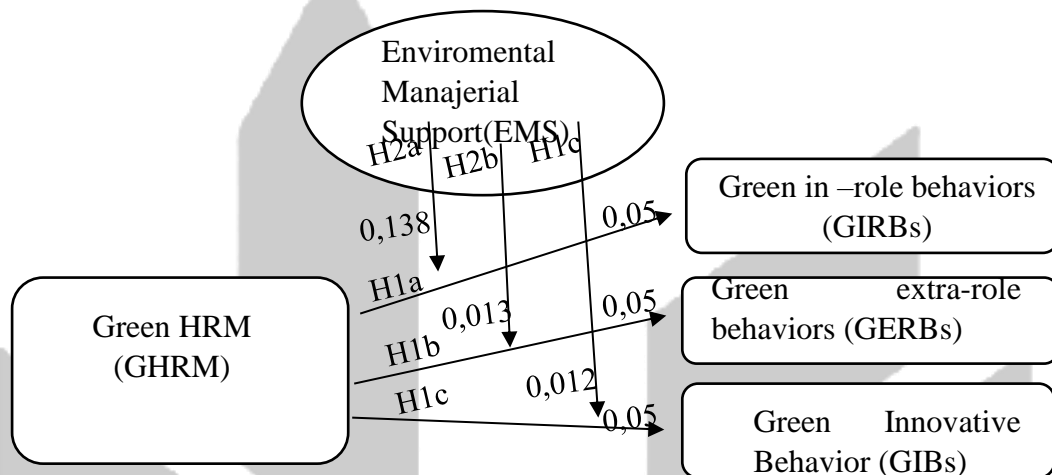 Enviromental
Manajerial
Support(EMS)
H2a
H2b
H1c
0,138
0,05
Green in –role behaviors
(GIRBs)
H1a
0,013
0,05
Green extra-role
behaviors (GERBs)
Green HRM
(GHRM)
H1b
H1c
0,012
0,05
Green Innovative
Behavior (GIBs)